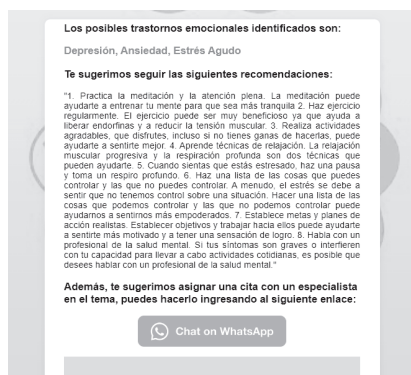 Los posibles trastornos emocionales identificados son:
Depresión, Ansiedad, Estrés Agudo
Te sugerimos seguir las siguientes recomendaciones:
"1. Practica la meditación y la atención plena. La meditación puede
ayudarte a entrenar tu mente para que sea más tranquila 2. Haz ejercicio
regularmente. El ejercicio puede ser muy beneficioso ya que ayuda a
liberar endorfinas y a reducir la tensión muscular. 3. Realiza actividades
agradables, que disfrutes, incluso si no tienes ganas de hacerlas, puede
ayudarte a sentirte mejor. 4. Aprende técnicas de relajación. La relajación
muscular progresiva y la respiración profunda son dos técnicas que
pueden ayudarte. 5. Cuando sientas que estás estresado, haz una pausa
y toma un respiro profundo. 6. Haz una lista de las cosas que puedes
controlar y las que no puedes controlar. A menudo, el estrés se debe a
sentir que no tenemos control sobre una situación. Hacer una lista de las
cosas que podemos controlar y las que no podemos controlar puede
ayudarnos a sentirnos más empoderados. 7. Establece metas y planes de
acción realistas. Establecer objetivos y trabajar hacia ellos puede ayudarte
a sentirte más motivado y a tener una sensación de logro. 8. Habla con un
profesional de la salud mental. Si tus síntomas son graves o interfieren
con tu capacidad para llevar a cabo actividades cotidianas, es posible que
desees hablar con un profesional de la salud mental."
Además, te sugerimos asignar una cita con un especialista
en el tema, puedes hacerlo ingresando al siguiente enlace:
Chat on WhatsApp